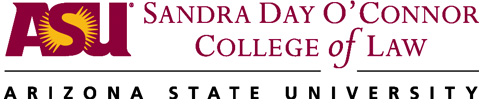 ASU® SANDRA DAY O'CONNOR
COLLEGE of LAW
ARIZONA STATE UNIVERSITY